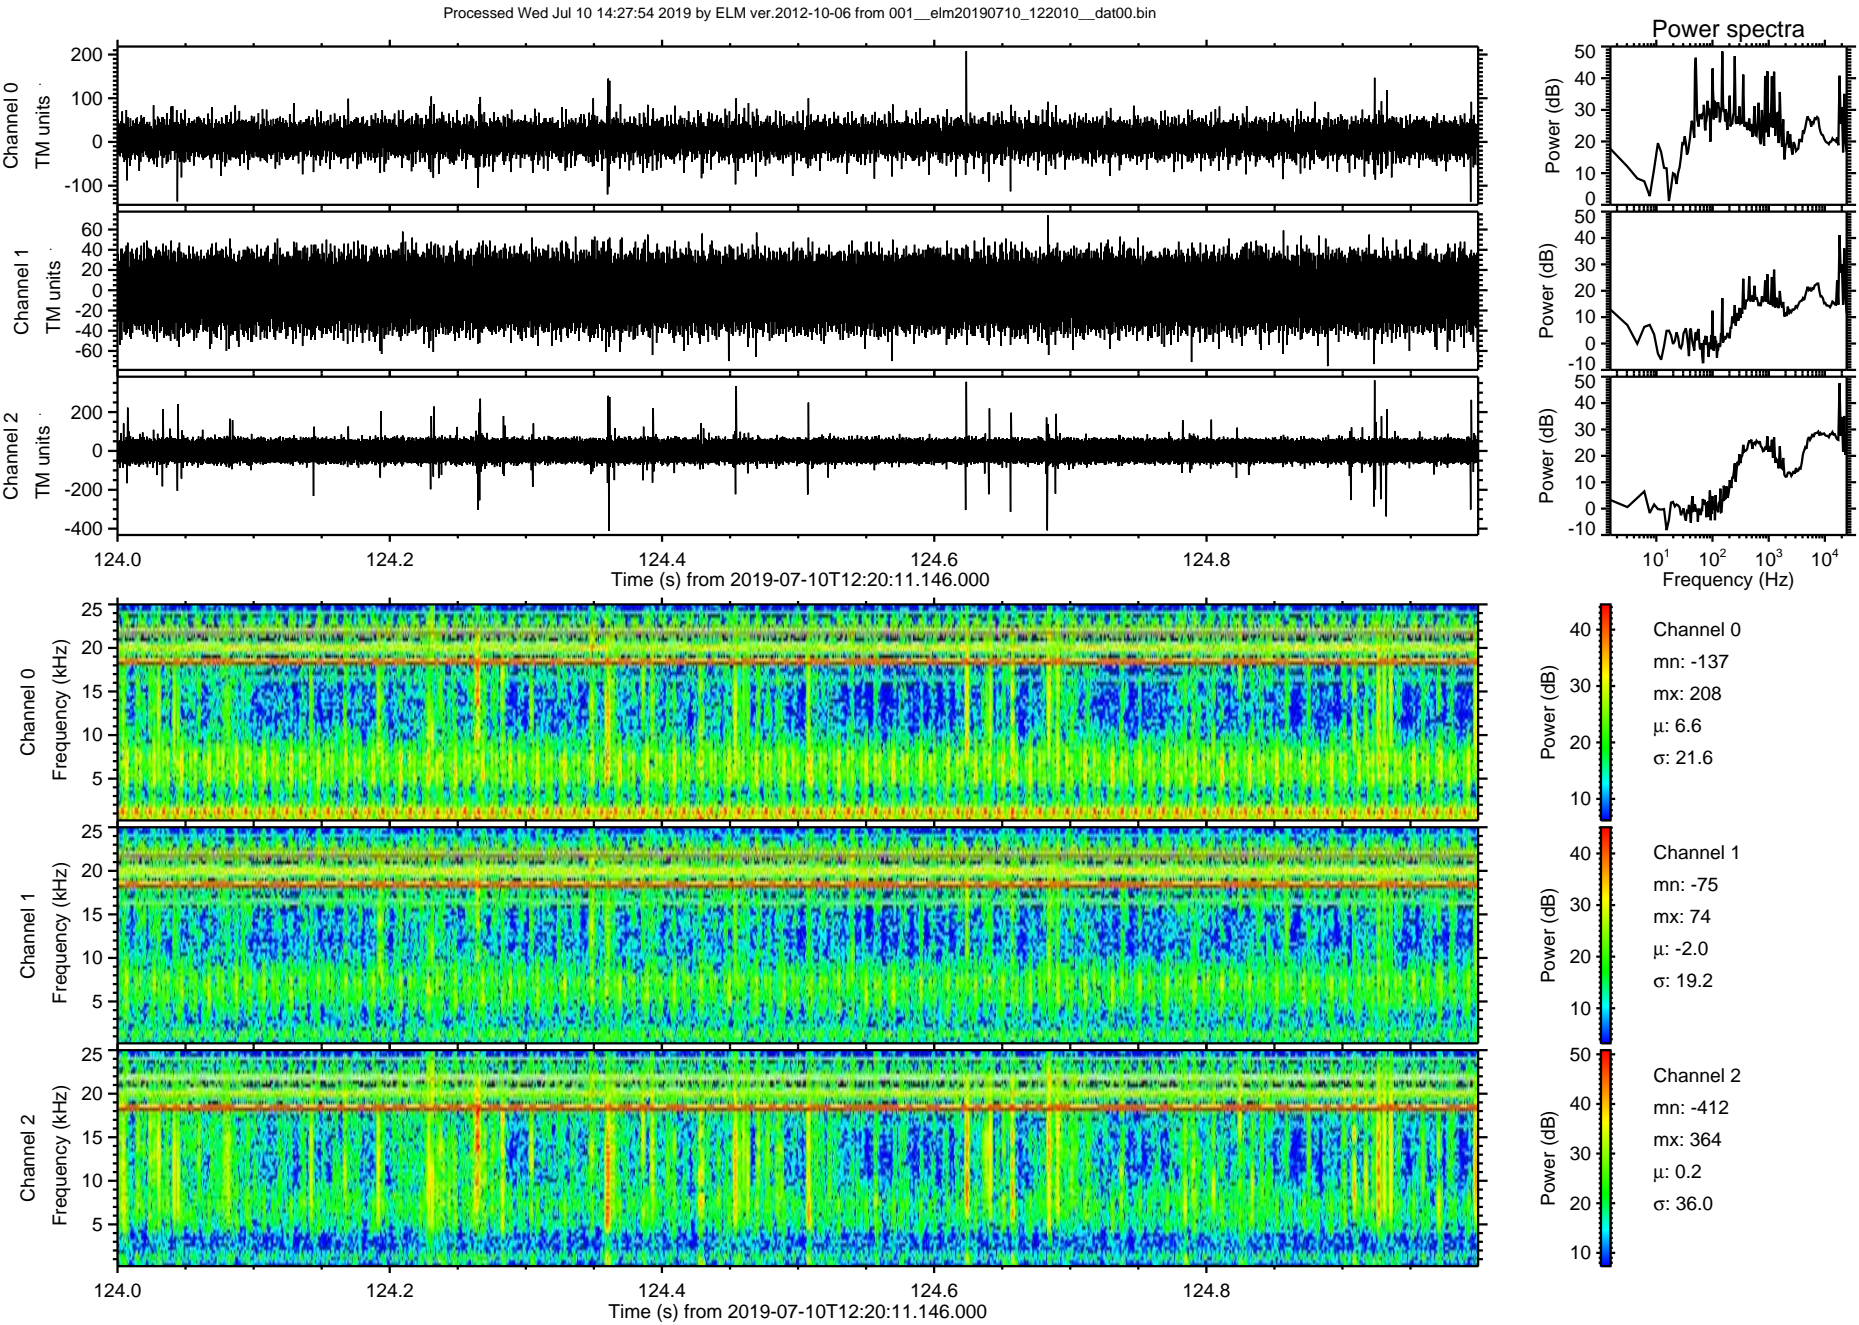 Processed Wed Jul 10 14:27:54 2019 by ELM ver.2012-10-06 from 001__elm20190710_122010__dat00.bin
Power spectra
Channel 0
TM units
200
100
0
-100
Power (dB)
50
40
30
20
10
0
Channel 1
TM units
60
40
20
0
-20
-40
-60
Power (dB)
50
40
30
20
10
0
-10
Channel 2
TM units
200
0
-200
-400
Power (dB)
50
40
30
20
10
0
-10
124.0 124.2 124.4 124.6 124.8
Time (s) from 2019-07-10T12:20:11.146.000
10¹ 10² 10³ 10⁴
Frequency (Hz)
Channel 0
Frequency (kHz)
25
20
15
10
5
Power (dB)
40
30
20
10
Channel 0
mn: -137
mx: 208
μ: 6.6
σ: 21.6
Channel 1
Frequency (kHz)
25
20
15
10
5
Power (dB)
40
30
20
10
Channel 1
mn: -75
mx: 74
μ: -2.0
σ: 19.2
Channel 2
Frequency (kHz)
25
20
15
10
5
Power (dB)
50
40
30
20
10
Channel 2
mn: -412
mx: 364
μ: 0.2
σ: 36.0
124.0 124.2 124.4 124.6 124.8
Time (s) from 2019-07-10T12:20:11.146.000